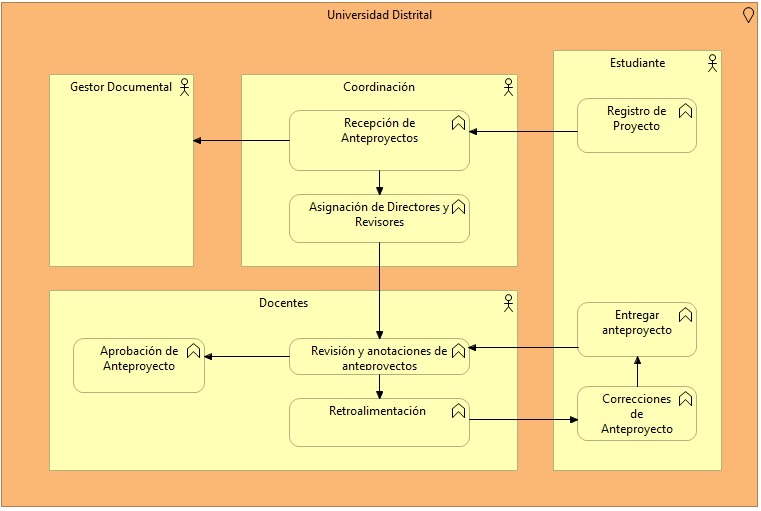 Universidad Distrital
Gestor Documental
Coordinación
Estudiante
Recepción de
Anteproyectos
Registro de
Proyecto
Asignación de Directores y
Revisores
Docentes
Entregar
anteproyecto
Aprobación de
Anteproyecto
Revisión y anotaciones de
anteproyectos
Retroalimentación
Correcciones
de
Anteproyecto